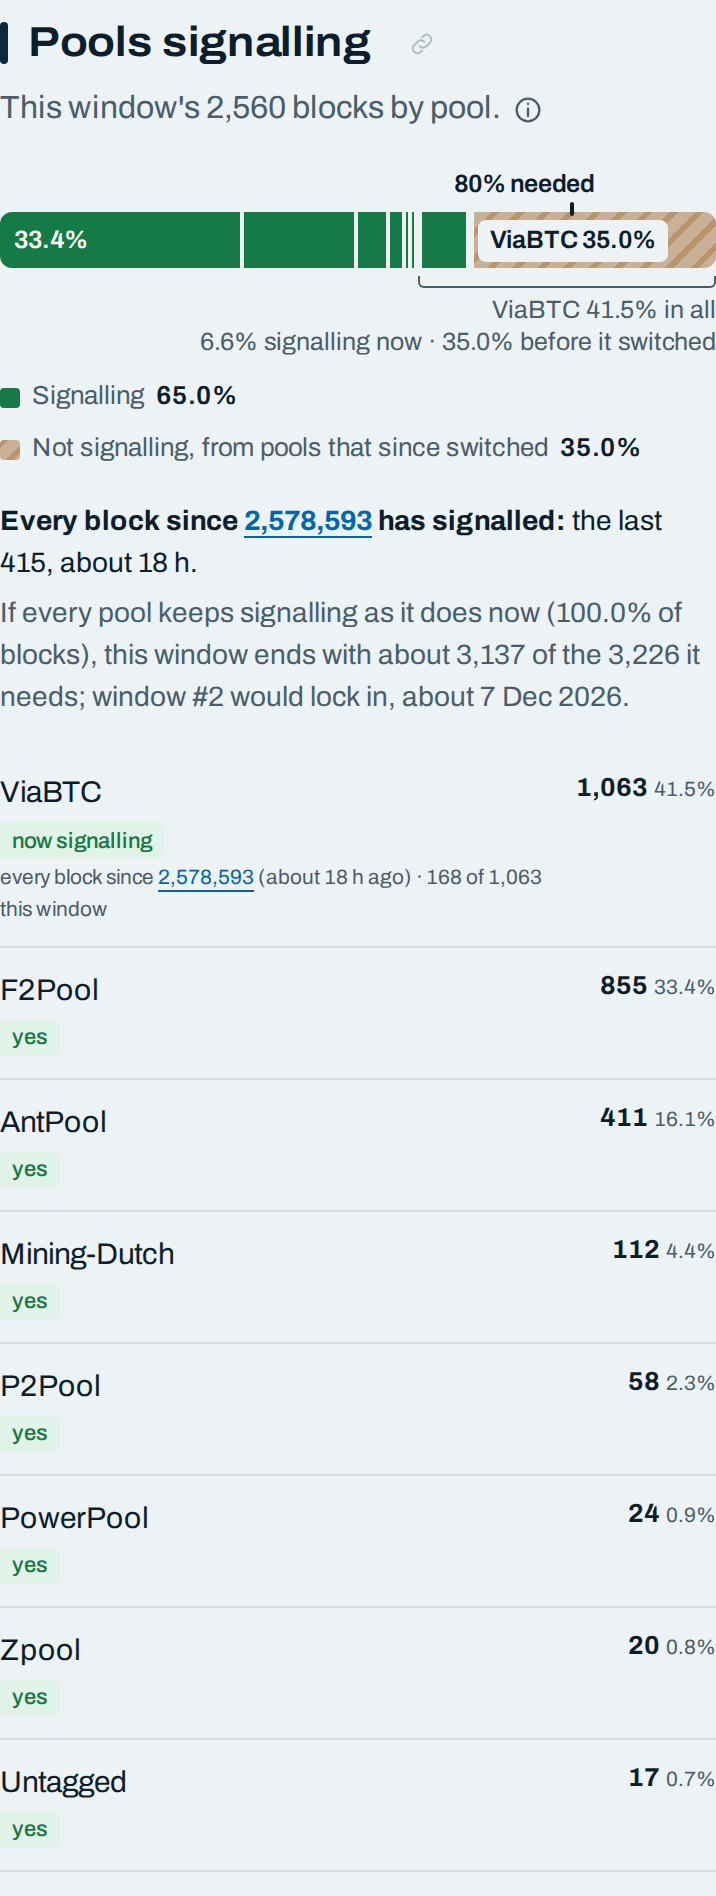 Pools signalling
This window's 2,560 blocks by pool.
80% needed
33.4%
ViaBTC 35.0%
ViaBTC 41.5% in all
6.6% signalling now · 35.0% before it switched
Signalling 65.0%
Not signalling, from pools that since switched 35.0%
Every block since 2,578,593 has signalled: the last
415, about 18 h.
If every pool keeps signalling as it does now (100.0% of
blocks), this window ends with about 3,137 of the 3,226 it
needs; window #2 would lock in, about 7 Dec 2026.
ViaBTC 1,063 41.5%
now signalling
every block since 2,578,593 (about 18 h ago) · 168 of 1,063
this window
F2Pool 855 33.4%
yes
AntPool 411 16.1%
yes
Mining-Dutch 112 4.4%
yes
P2Pool 58 2.3%
yes
PowerPool 24 0.9%
yes
Zpool 20 0.8%
yes
Untagged 17 0.7%
yes